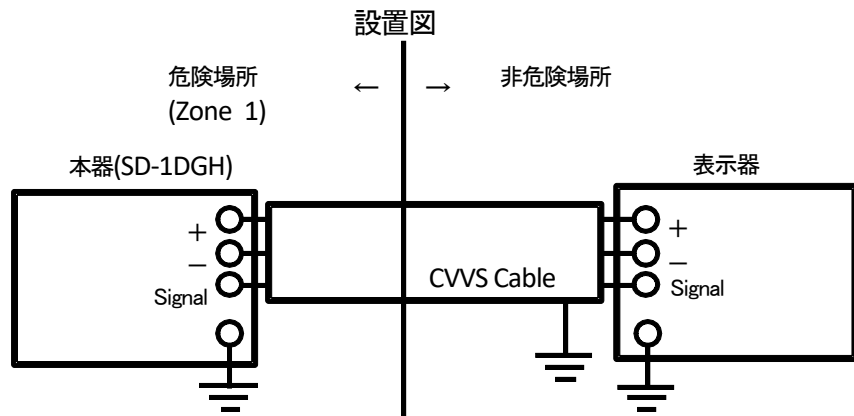 設置図
危険場所
(Zone 1)
← →
非危険場所
本器(SD-1DGH)
表示器
+
−
Signal
CVVS Cable
+
−
Signal